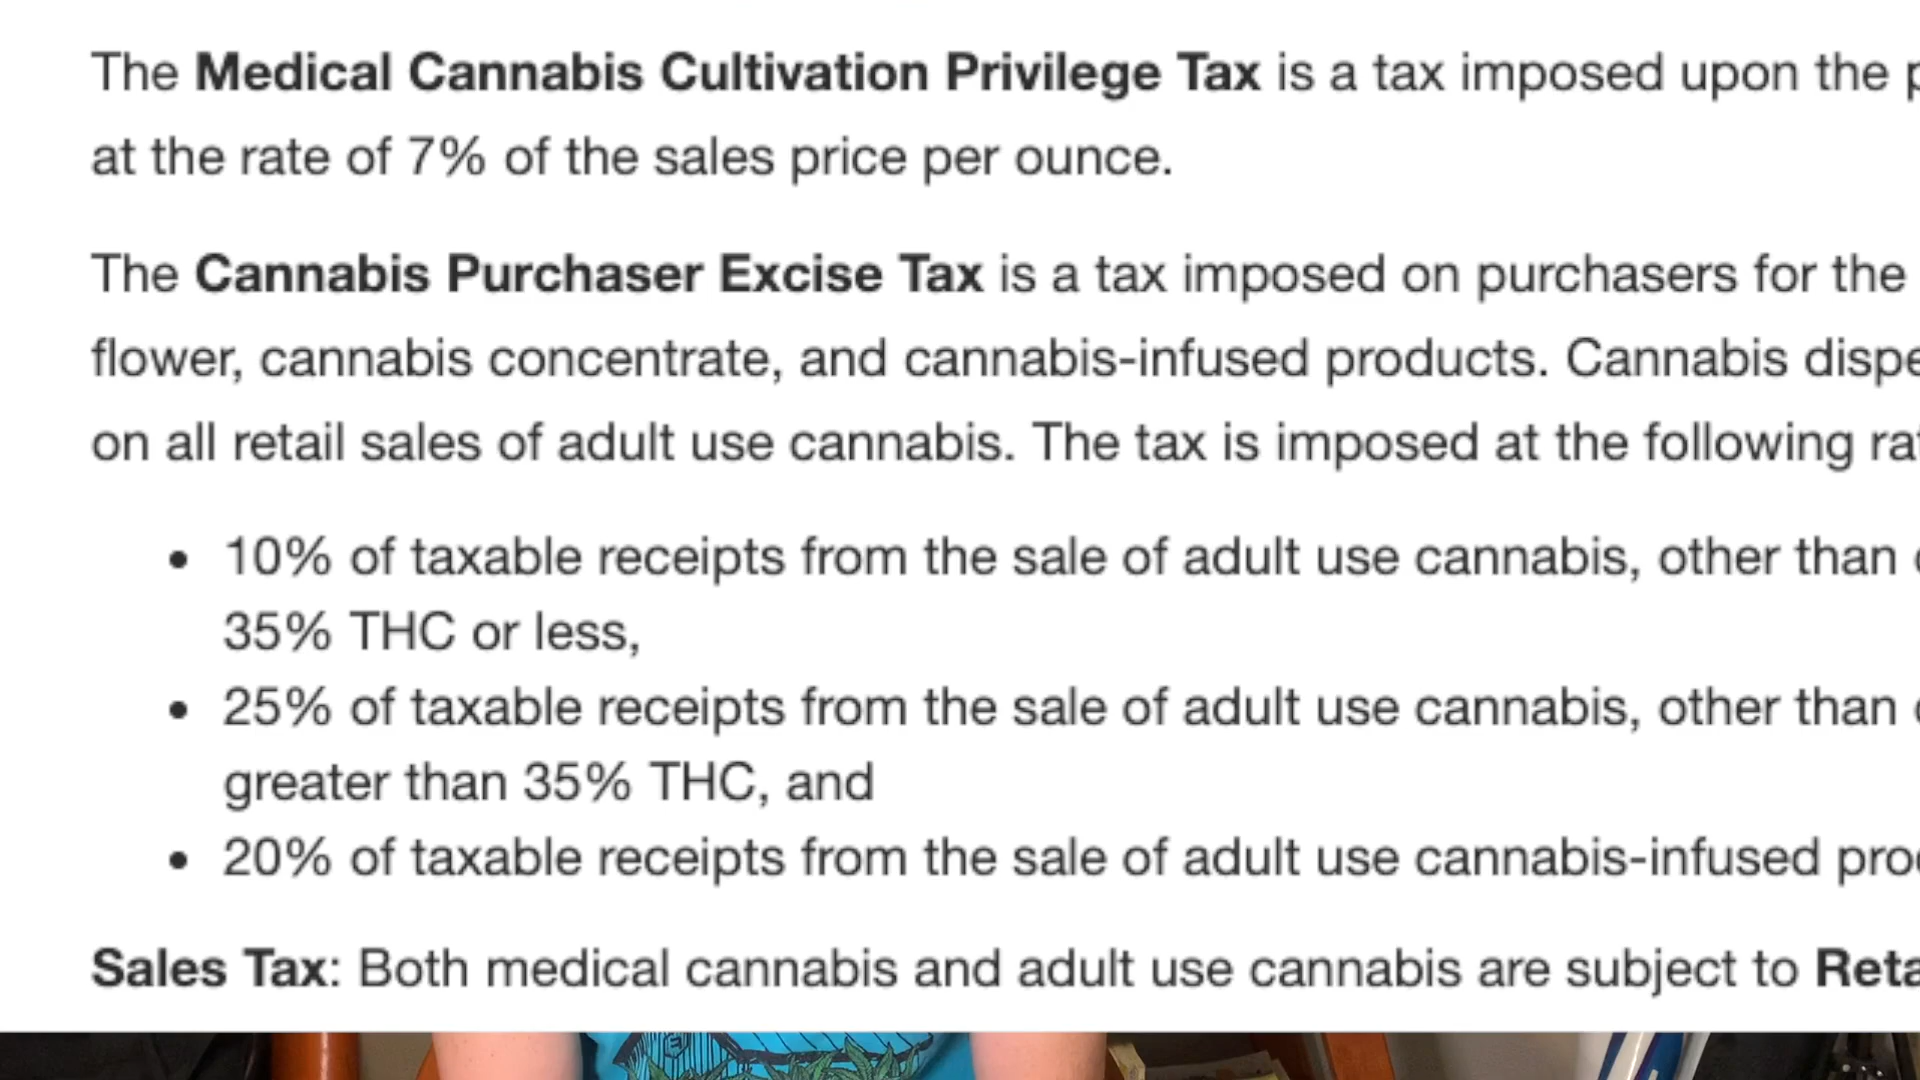 The Medical Cannabis Cultivation Privilege Tax is a tax imposed upon the
at the rate of 7% of the sales price per ounce.
The Cannabis Purchaser Excise Tax is a tax imposed on purchasers for the
flower, cannabis concentrate, and cannabis-infused products. Cannabis
on all retail sales of adult use cannabis. The tax is imposed at the following
• 10% of taxable receipts from the sale of adult use cannabis, other than
35% THC or less,
• 25% of taxable receipts from the sale of adult use cannabis, other than
greater than 35% THC, and
• 20% of taxable receipts from the sale of adult use cannabis-infused
Sales Tax: Both medical cannabis and adult use cannabis are subject to